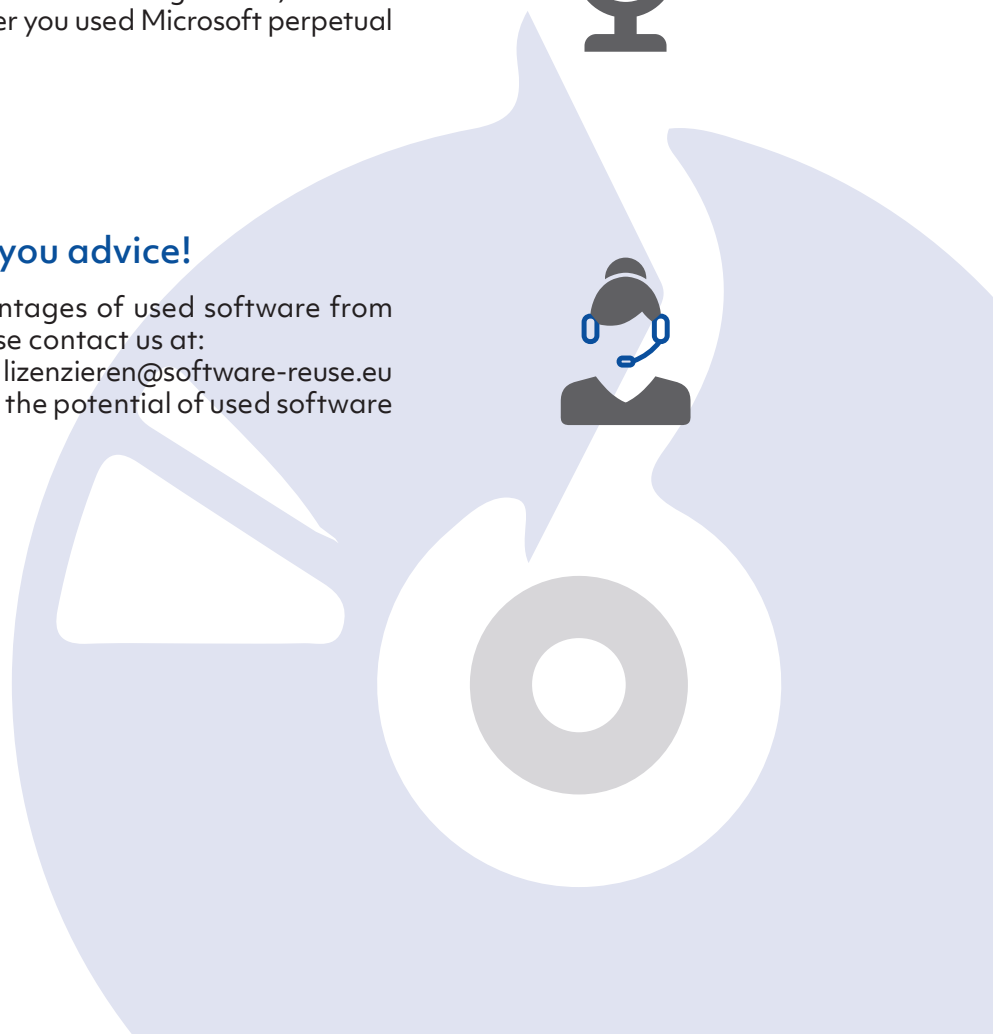 er you used Microsoft perpetual
you advice!
ntages of used software from
se contact us at:
lizenzieren@software-reuse.eu
the potential of used software